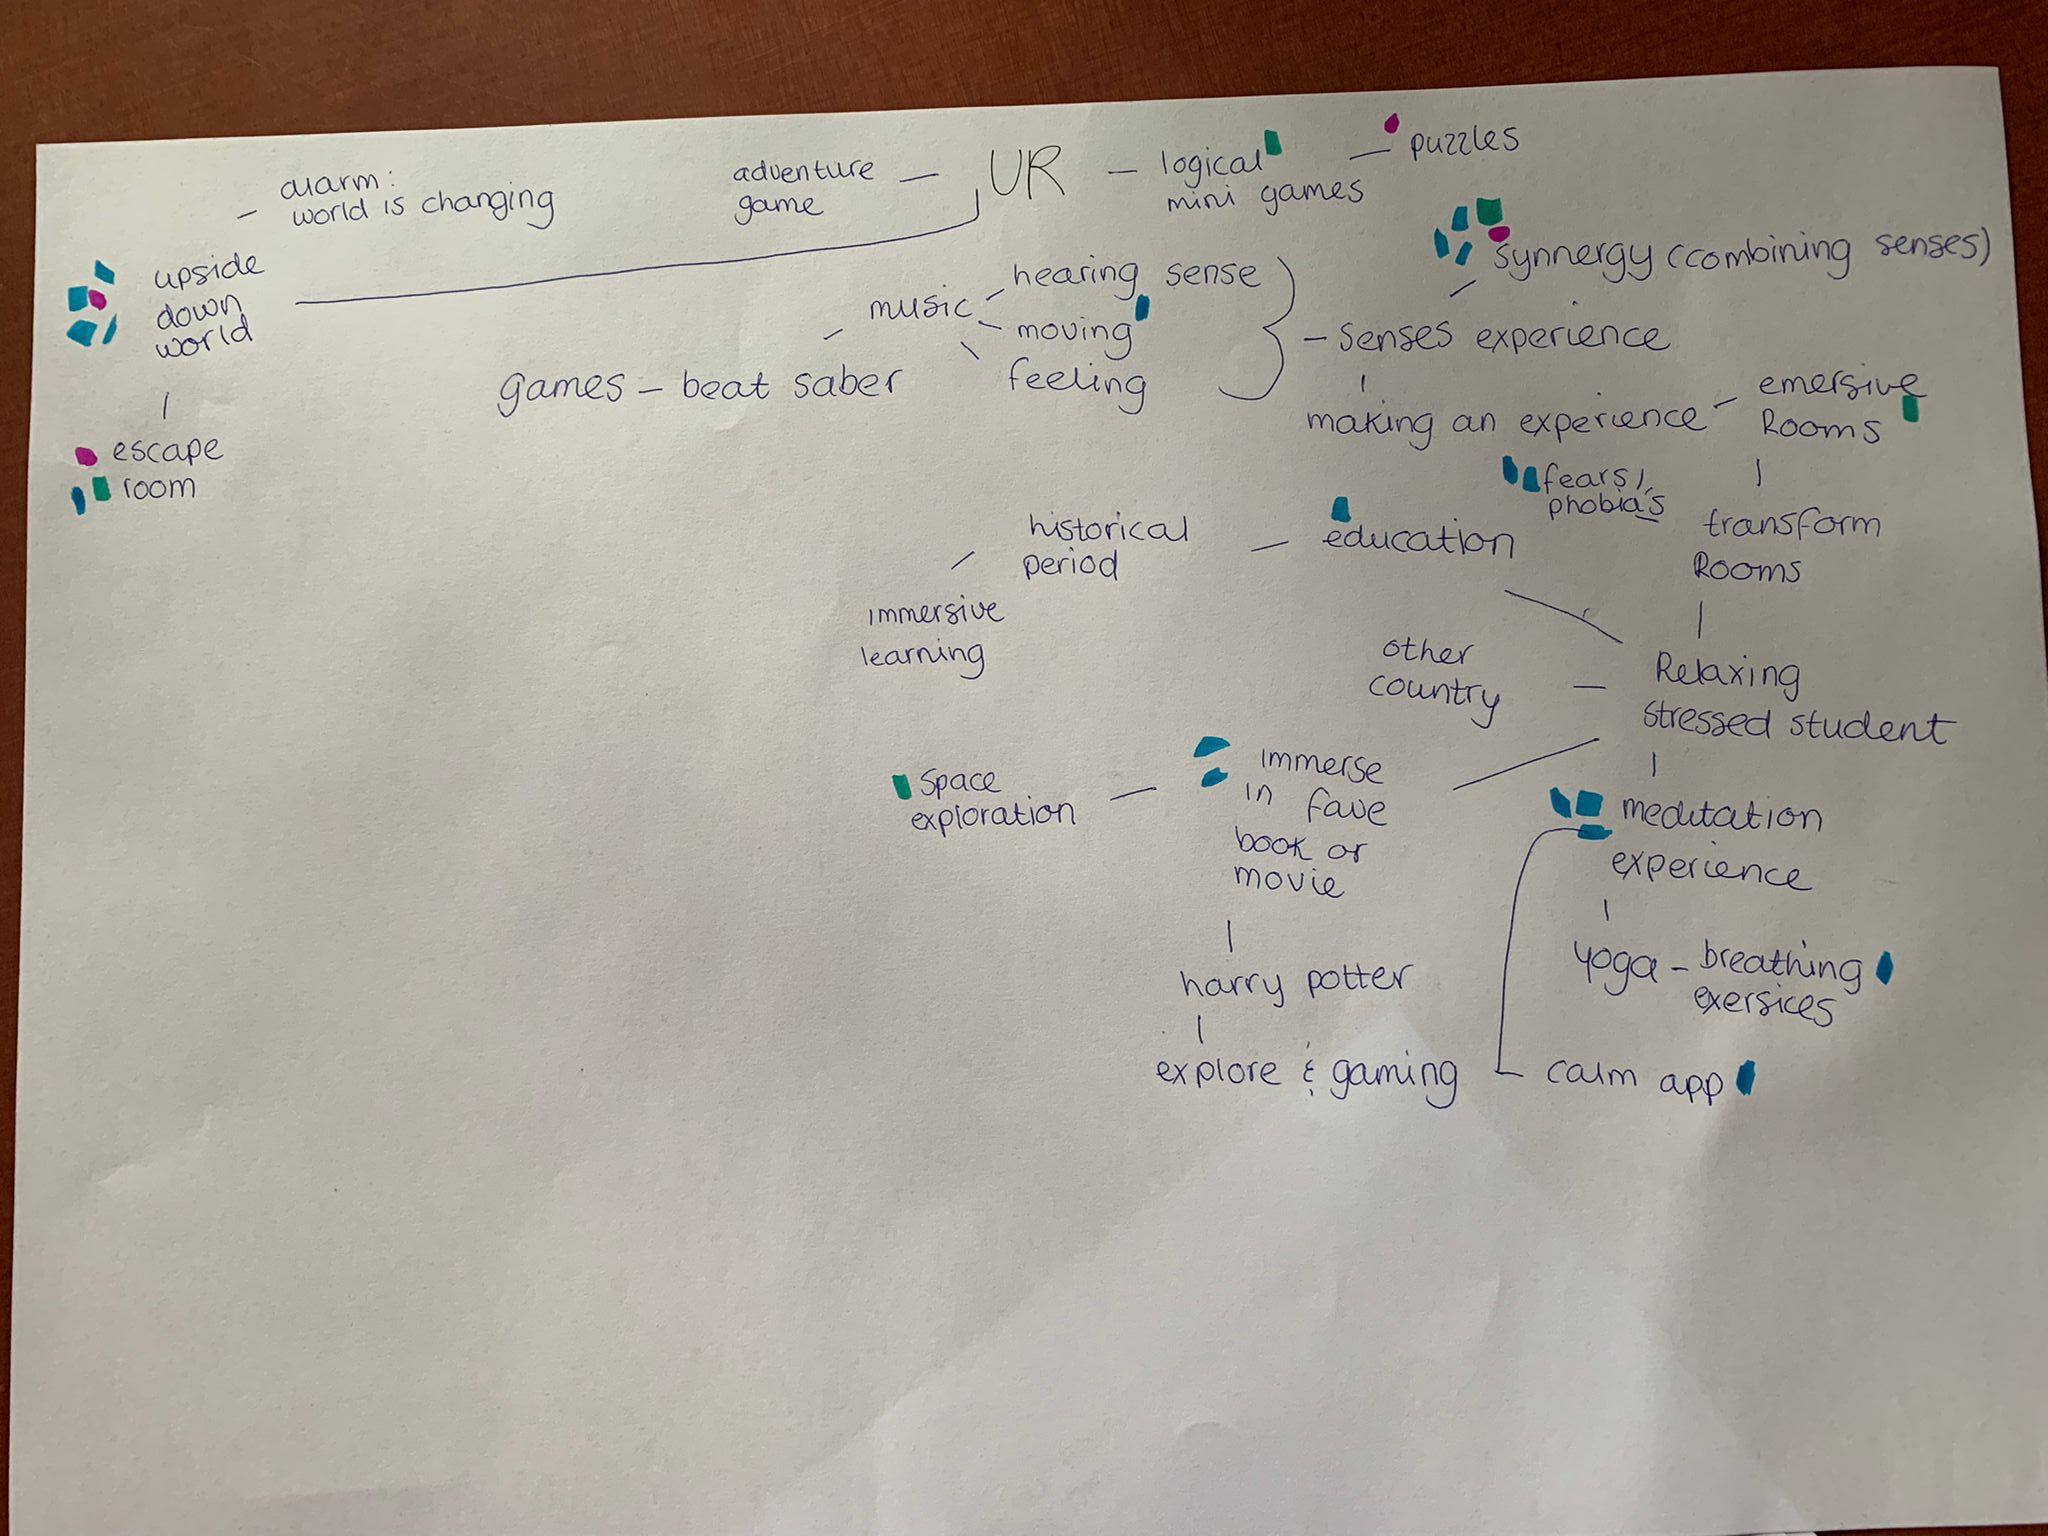 alarm:
world is changing
adventure
game
VR
logical
mini games
puzzles
upside
down
world
escape
room
synnergy (combining senses)
hearing sense
music
moving
feeling
games - beat saber
- senses experience
making an experience
emersive
Rooms
fears /
phobia's
transform
Rooms
historical
period
education
immersive
learning
other
country
Relaxing
stressed student
space
exploration
immerse
in fave
book or
movie
meditation
experience
harry potter
yoga - breathing
exersices
explore & gaming
calm app